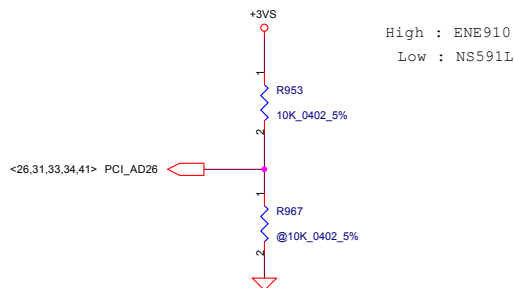 +3VS
High : ENE910
Low : NS591L
1
R953
10K_0402_5%
2
<26,31,33,34,41> PCI_AD26
1
R967
@10K_0402_5%
2